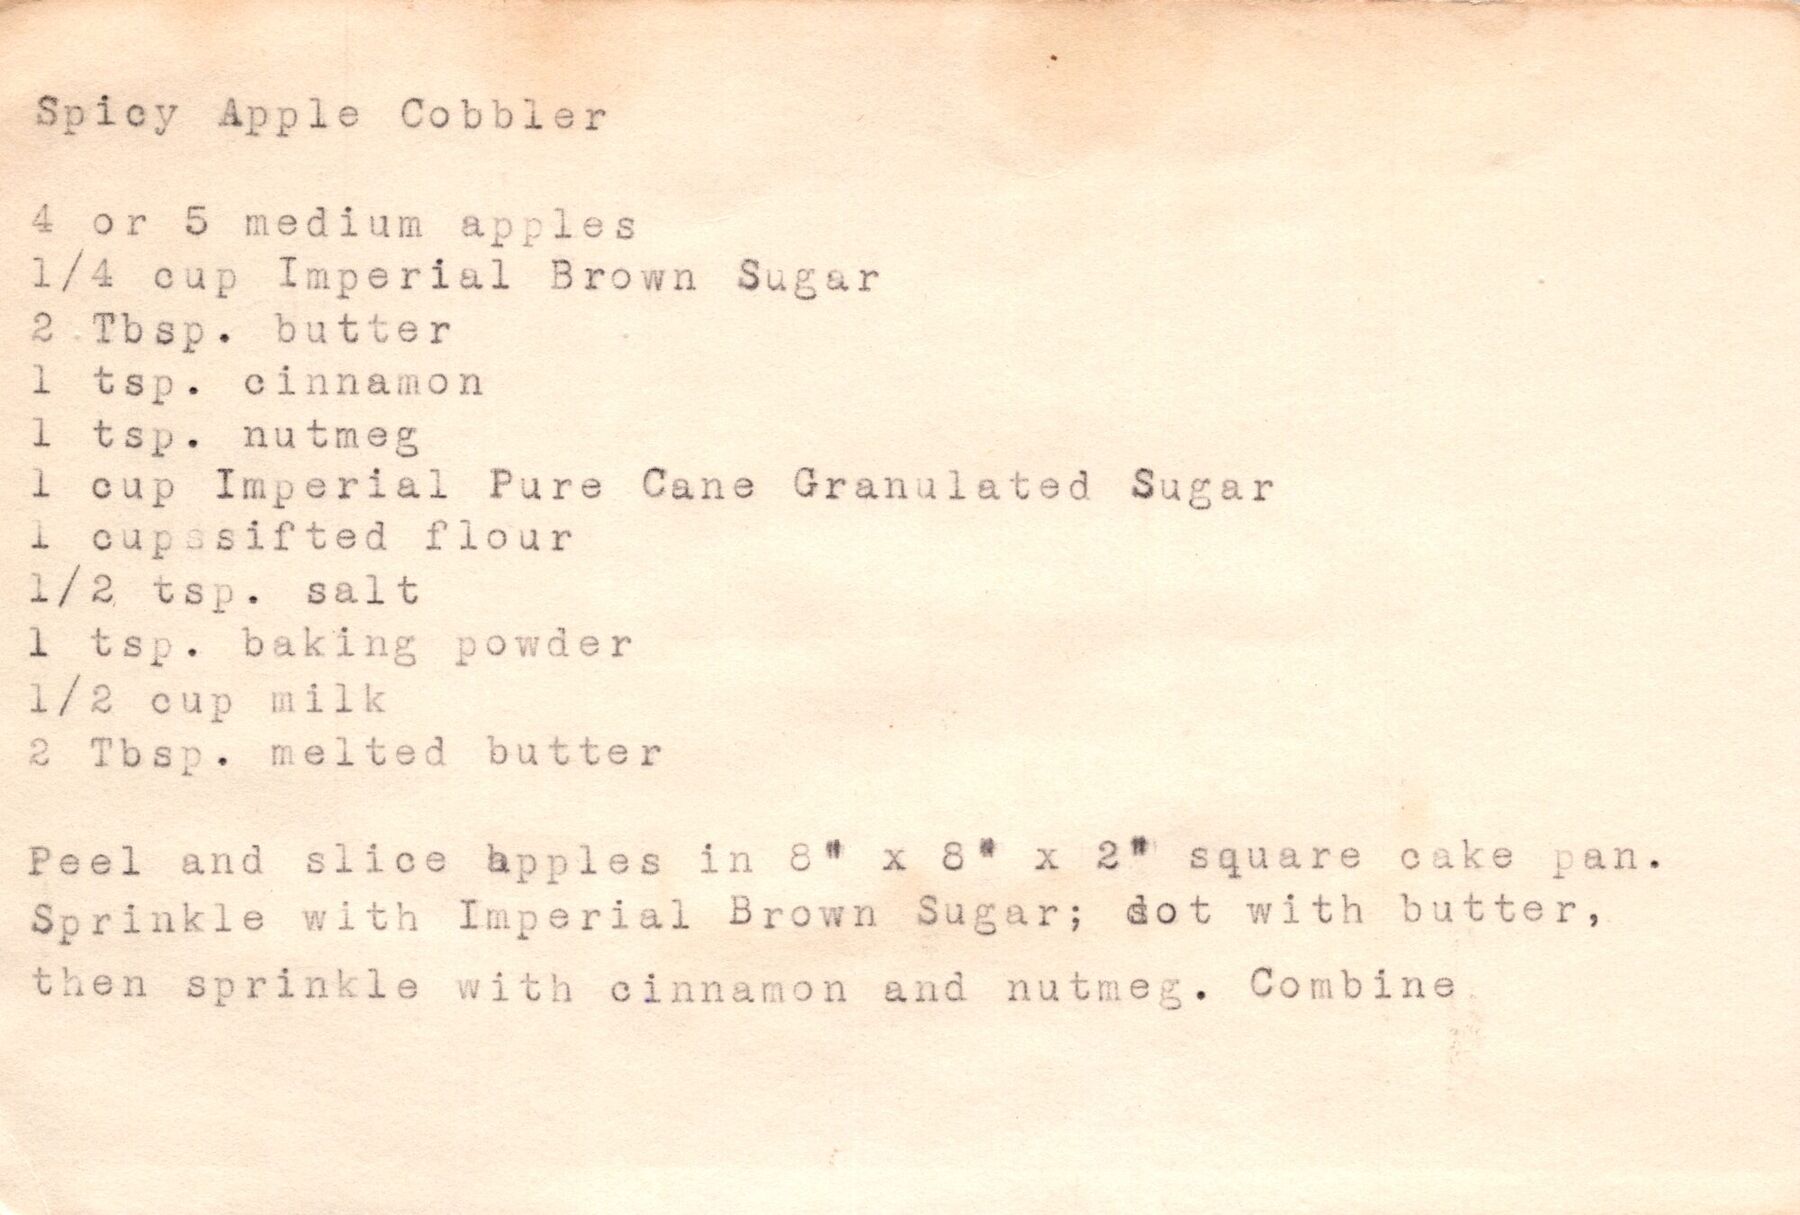 Spicy Apple Cobbler
4 or 5 medium apples
1/4 cup Imperial Brown Sugar
2 Tbsp. butter
1 tsp. cinnamon
1 tsp. nutmeg
1 cup Imperial Pure Cane Granulated Sugar
1 cupssifted flour
1/2 tsp. salt
1 tsp. baking powder
1/2 cup milk
2 Tbsp. melted butter
Peel and slice apples in 8" x 8" x 2" square cake pan.
Sprinkle with Imperial Brown Sugar; dot with butter,
then sprinkle with cinnamon and nutmeg. Combine